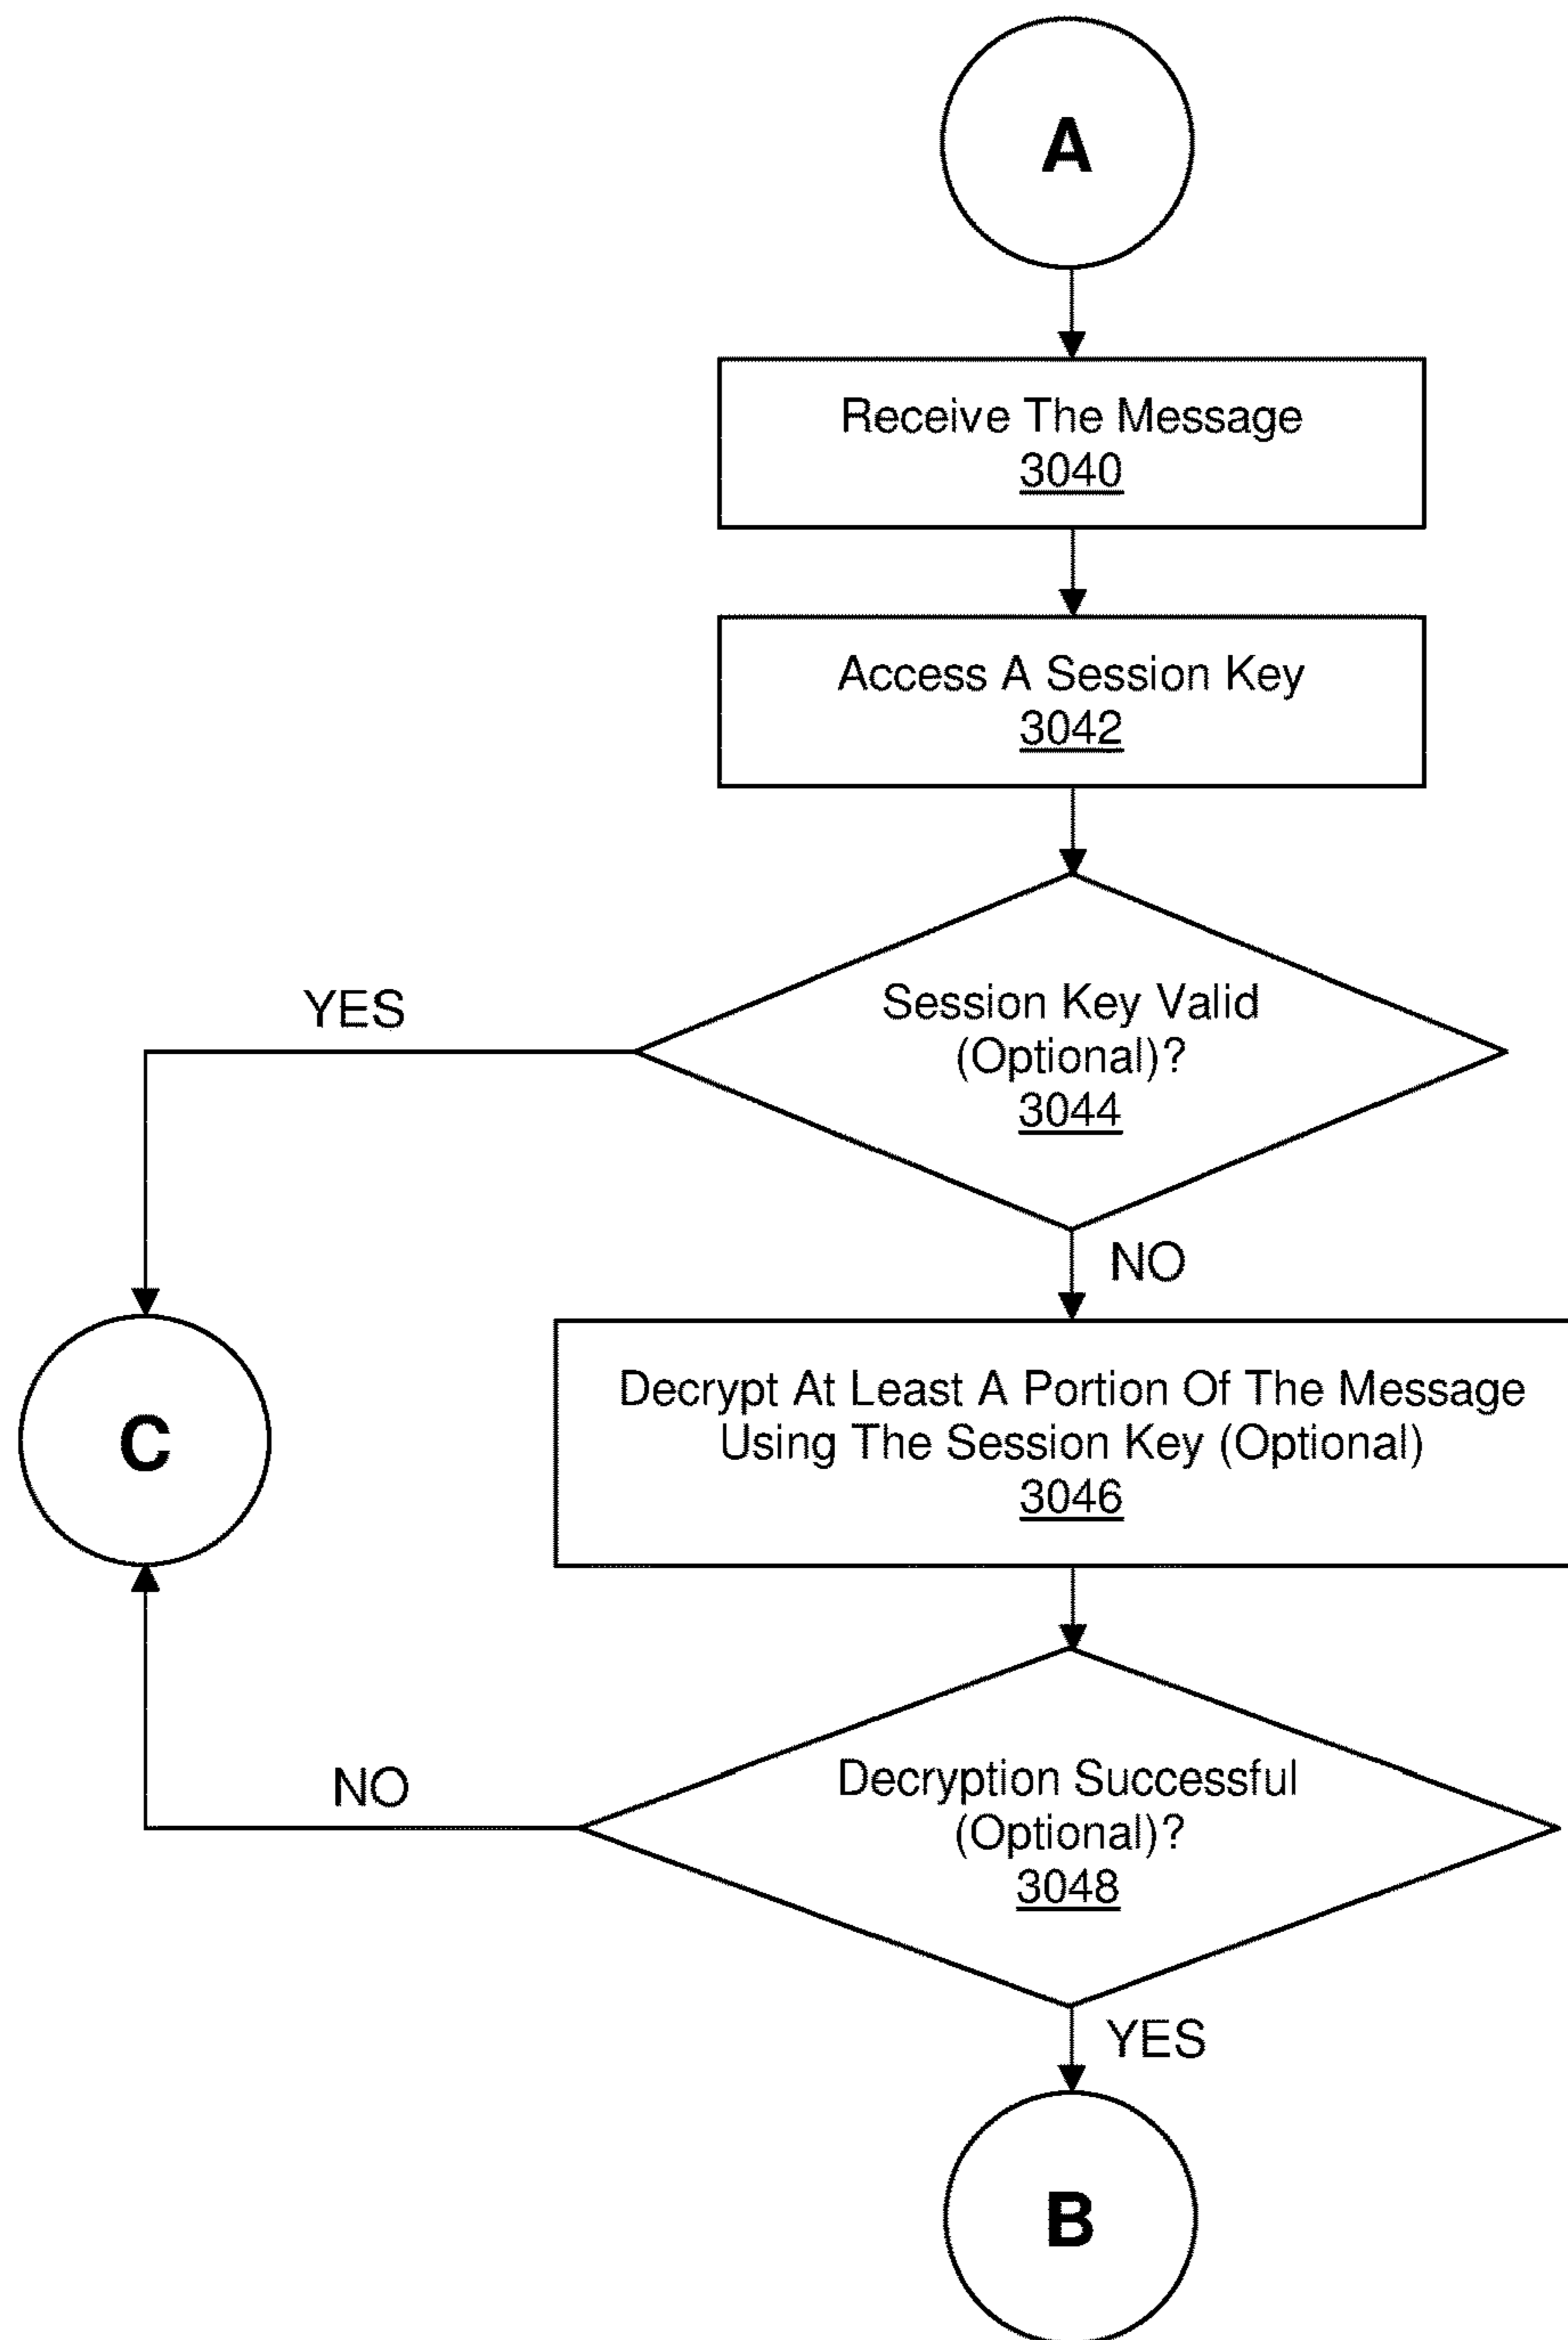 A
Receive The Message
3040
Access A Session Key
3042
Session Key Valid
(Optional)?
3044
YES
NO
C
Decrypt At Least A Portion Of The Message
Using The Session Key (Optional)
3046
Decryption Successful
(Optional)?
3048
NO
YES
B